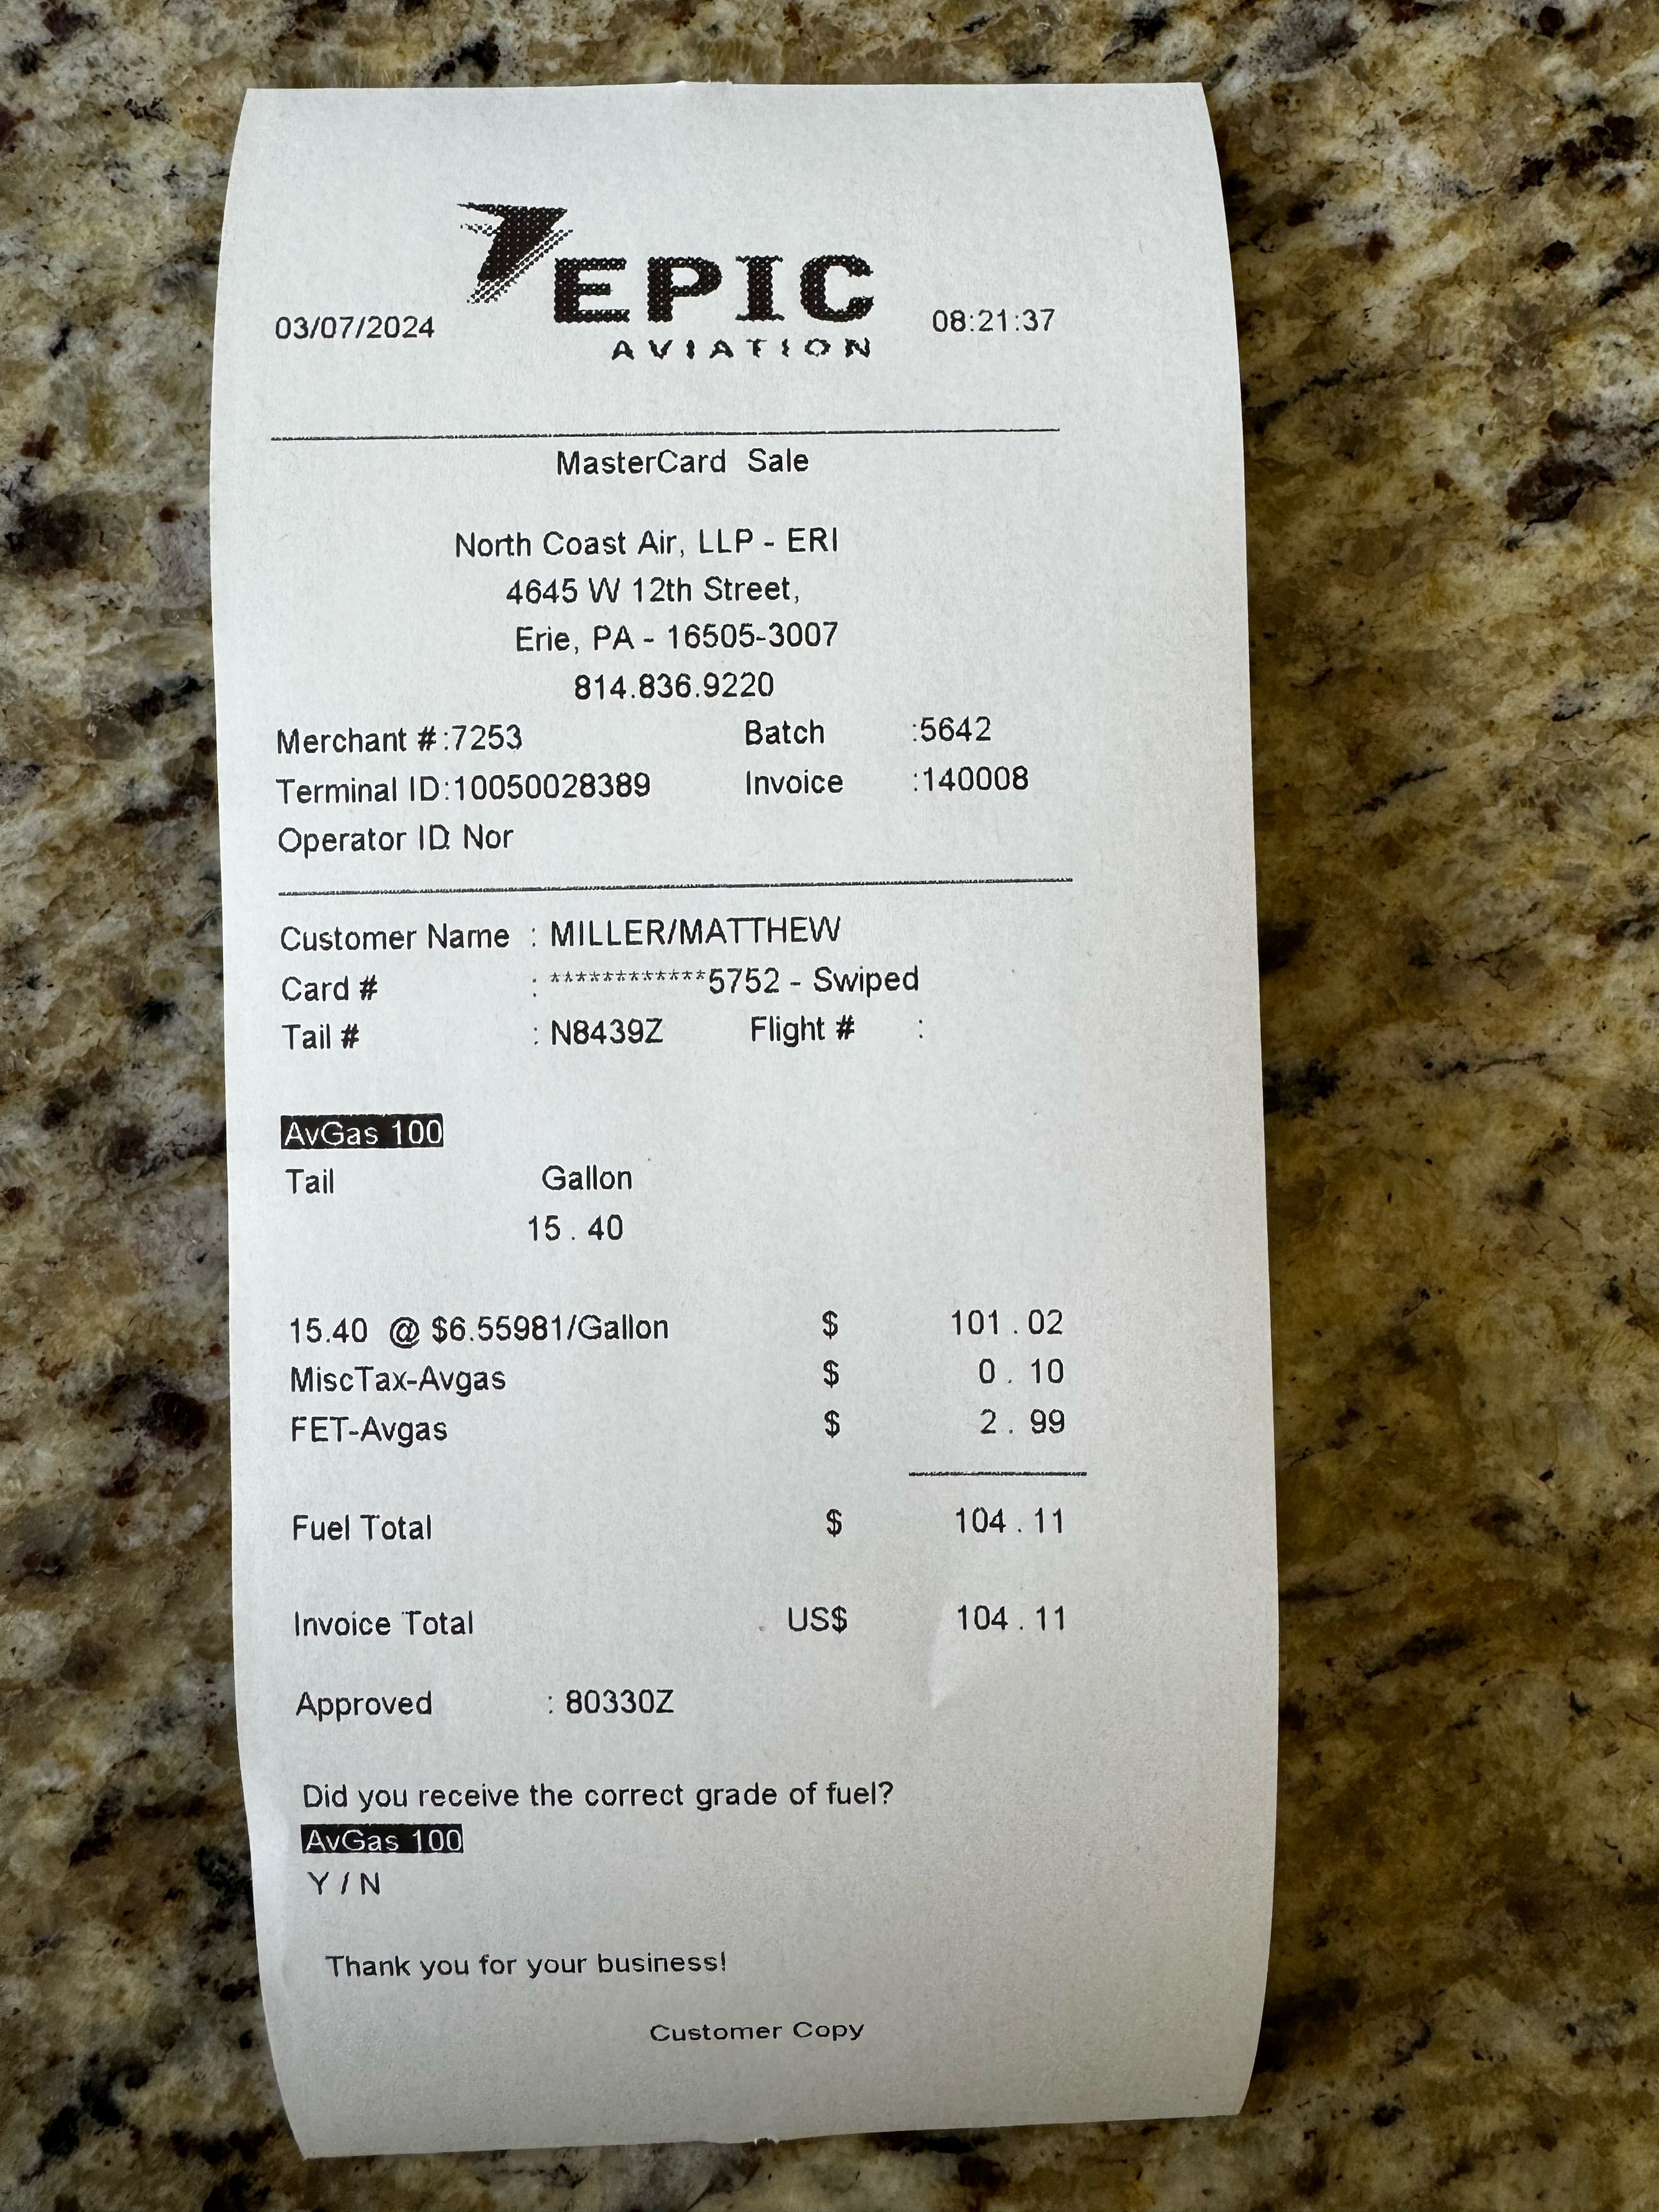 EPIC
03/07/2024 08:21:37
AVIATION
MasterCard Sale
North Coast Air, LLP - ERI
4645 W 12th Street,
Erie, PA - 16505-3007
814.836.9220
Merchant #:7253 Batch :5642
Terminal ID:10050028389 Invoice :140008
Operator ID Nor
Customer Name : MILLER/MATTHEW
Card # : ************5752 - Swiped
Tail # : N8439Z Flight # :
AvGas 100
Tail Gallon
15.40
15.40 @ $6.55981/Gallon $ 101.02
MiscTax-Avgas $ 0.10
FET-Avgas $ 2.99
Fuel Total $ 104.11
Invoice Total US$ 104.11
Approved : 80330Z
Did you receive the correct grade of fuel?
AvGas 100
Y / N
Thank you for your business!
Customer Copy